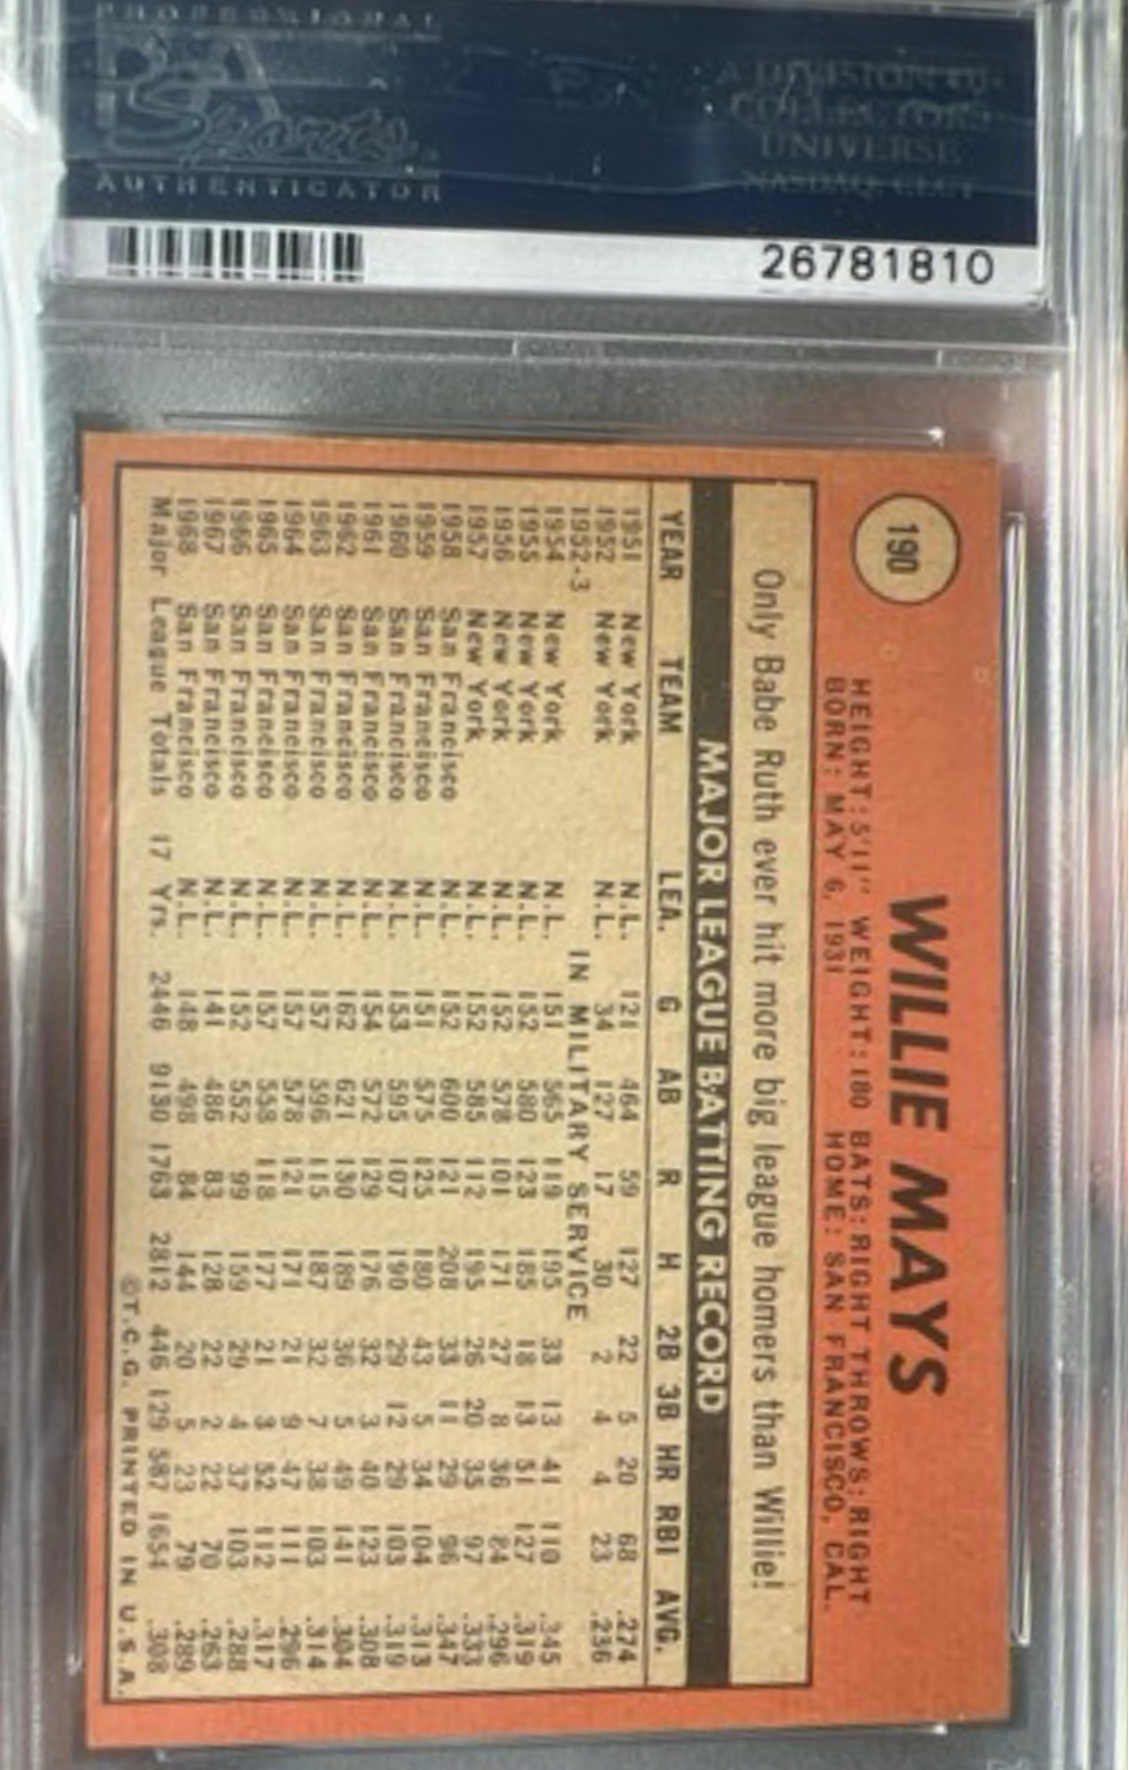 PROFESSIONAL
PSA
Sports
AUTHENTICATOR
A DIVISION OF
COLLECTORS
UNIVERSE
NASDAQ: CLCT
26781810
190
WILLIE MAYS
HEIGHT: 5'11" WEIGHT: 180 BATS: RIGHT THROWS: RIGHT
BORN: MAY 6, 1931 HOME: SAN FRANCISCO, CAL.
Only Babe Ruth ever hit more big league homers than Willie!
MAJOR LEAGUE BATTING RECORD
YEAR TEAM LEA. G AB R H 2B 3B HR RBI AVG.
1951 New York N.L. 121 464 59 127 22 5 20 68 .274
1952 New York N.L. 34 127 17 30 2 4 4 23 .236
1952-3 IN MILITARY SERVICE
1954 New York N.L. 151 565 119 195 33 13 41 110 .345
1955 New York N.L. 152 580 123 185 18 13 51 127 .319
1956 New York N.L. 152 578 101 171 27 8 36 84 .296
1957 New York N.L. 152 585 112 195 26 20 35 97 .333
1958 San Francisco N.L. 152 600 121 208 33 11 29 96 .347
1959 San Francisco N.L. 151 575 125 180 43 5 34 104 .313
1960 San Francisco N.L. 153 595 107 190 29 12 29 103 .319
1961 San Francisco N.L. 154 572 129 176 32 3 40 123 .308
1962 San Francisco N.L. 162 621 130 189 36 5 49 141 .304
1963 San Francisco N.L. 157 596 115 187 32 7 38 103 .314
1964 San Francisco N.L. 157 578 121 171 21 9 47 111 .296
1965 San Francisco N.L. 157 558 118 177 21 3 52 112 .317
1966 San Francisco N.L. 152 552 99 159 29 4 37 103 .288
1967 San Francisco N.L. 141 486 83 128 22 2 22 70 .263
1968 San Francisco N.L. 148 498 84 144 20 5 23 79 .289
Major League Totals 17 Yrs. 2446 9130 1763 2812 446 129 587 1654 .308
©T.C.G. PRINTED IN U.S.A.